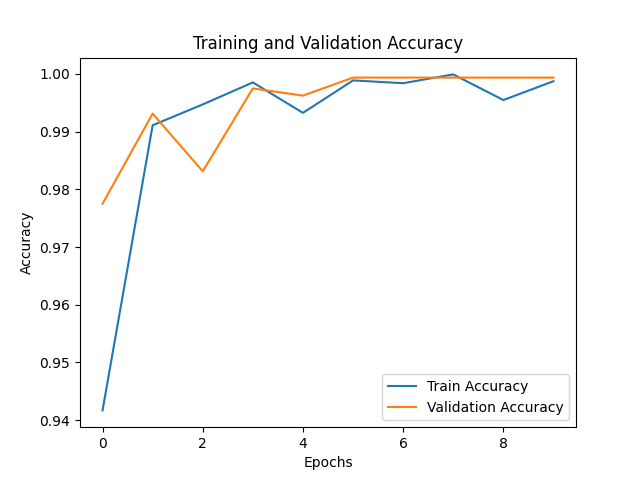 Training and Validation Accuracy
1.00
0.99
0.98
0.97
0.96
0.95
0.94
Accuracy
0 2 4 6 8
Epochs
Train Accuracy
Validation Accuracy